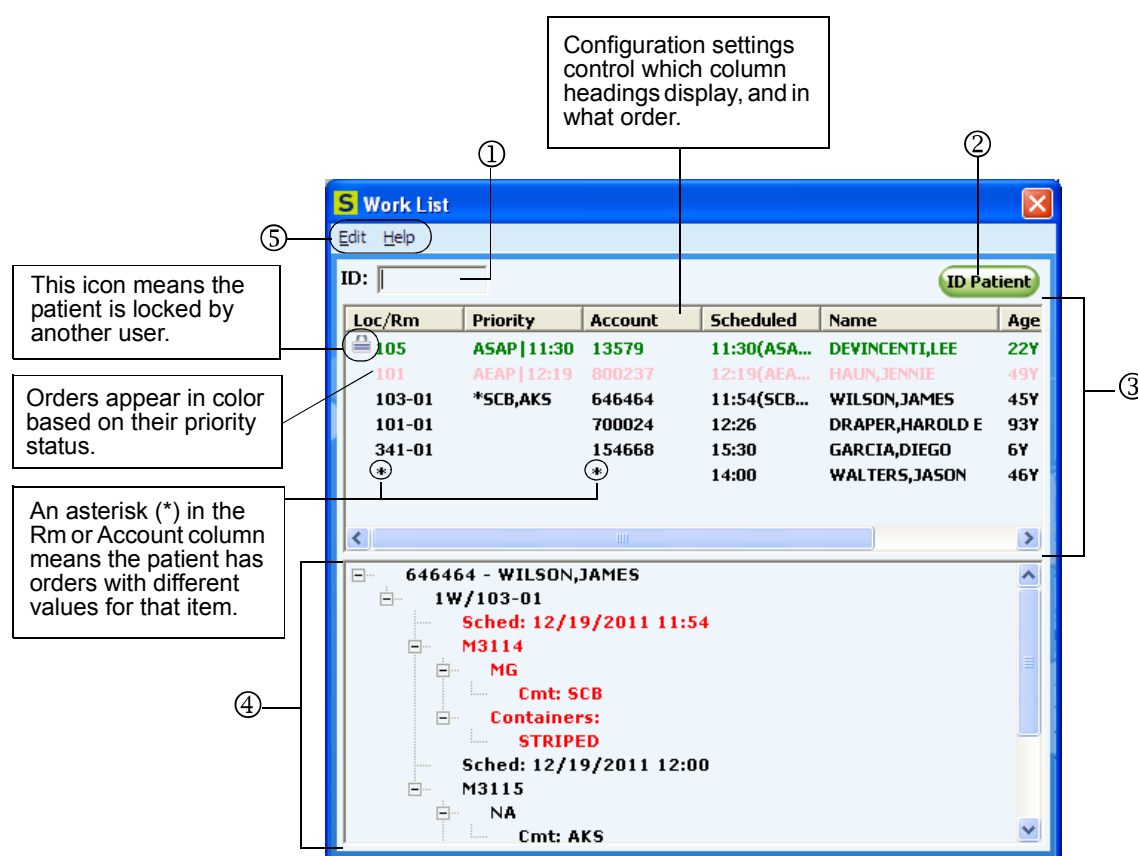 Configuration settings
control which column
headings display, and in
what order.
①
②
S Work List
⑤
Edit Help
ID:
ID Patient
This icon means the
patient is locked by
another user.
Loc/Rm Priority Account Scheduled Name Age
105 ASAP|11:30 13579 11:30(ASA... DEVINCENTI,LEE 22Y
101 AEAP|12:19 800237 12:19(AEA... HAUN,JENNIE 49Y
103-01 *SCB,AKS 646464 11:54(SCB... WILSON,JAMES 45Y
101-01 700024 12:26 DRAPER,HAROLD E 93Y
341-01 154668 15:30 GARCIA,DIEGO 6Y
* * 14:00 WALTERS,JASON 46Y
③
Orders appear in color
based on their priority
status.
An asterisk (*) in the
Rm or Account column
means the patient has
orders with different
values for that item.
④
646464 - WILSON,JAMES
1W/103-01
Sched: 12/19/2011 11:54
M3114
MG
Cmt: SCB
Containers:
STRIPED
Sched: 12/19/2011 12:00
M3115
NA
Cmt: AKS